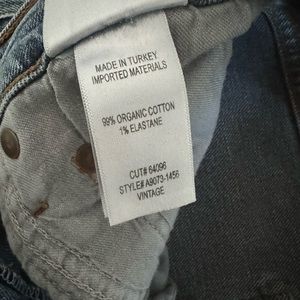 MADE IN TURKEY
IMPORTED MATERIALS
99% ORGANIC COTTON
1% ELASTANE
CUT# 64096
STYLE# A9073-1456
VINTAGE